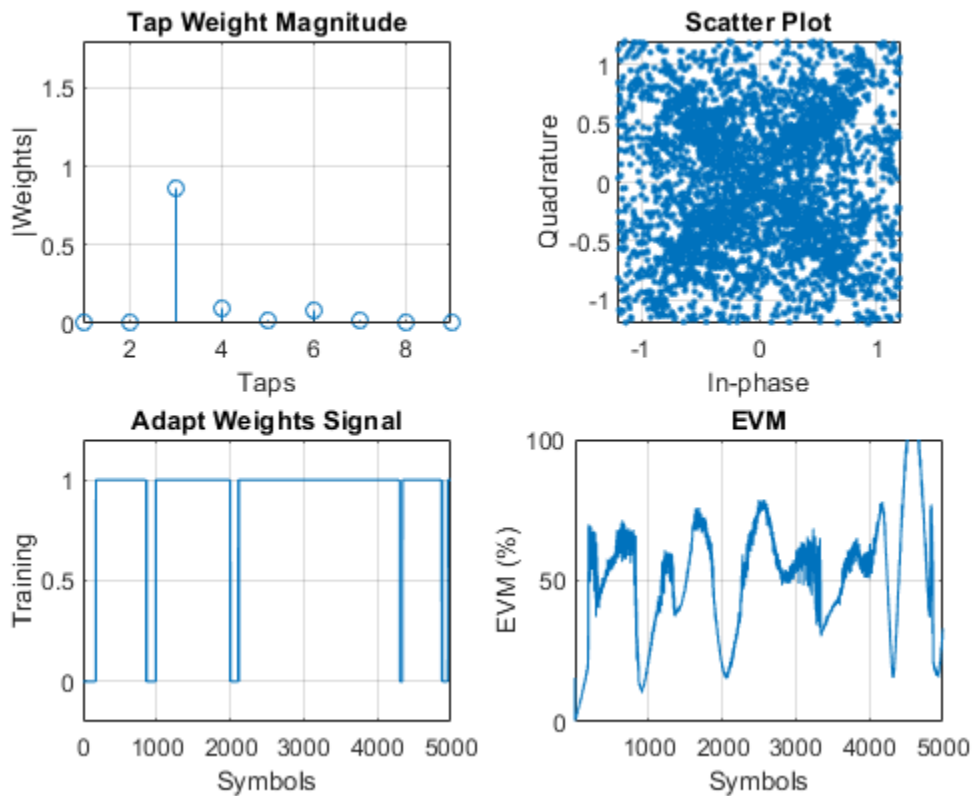 Tap Weight Magnitude
|Weights|
1.5
1
0.5
0
2 4 6 8
Taps
Scatter Plot
Quadrature
1
0.5
0
-0.5
-1
-1 0 1
In-phase
Adapt Weights Signal
Training
1
0.5
0
0 1000 2000 3000 4000 5000
Symbols
EVM
EVM (%)
100
50
0
1000 2000 3000 4000 5000
Symbols